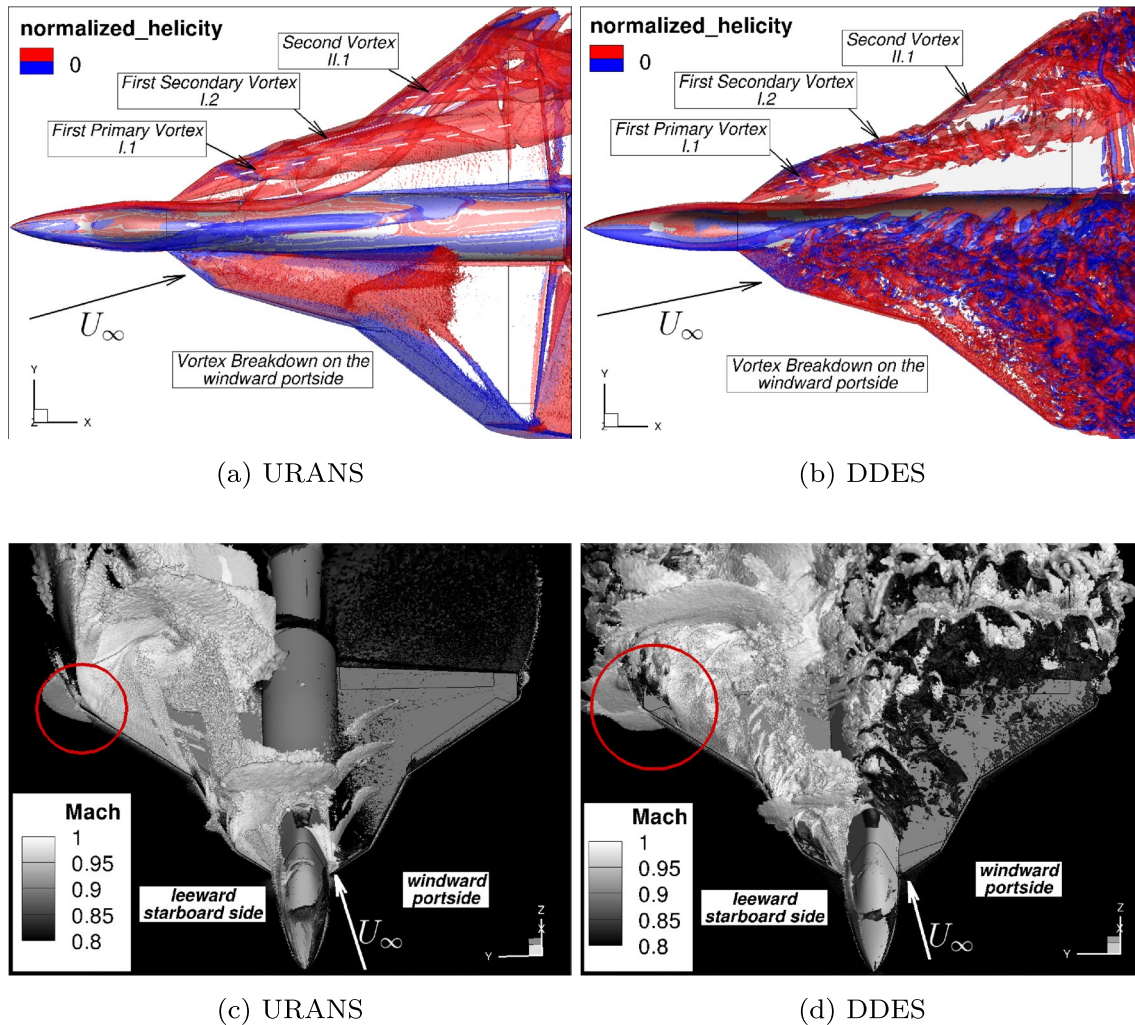 normalized_helicity
0
Second Vortex
II.1
First Secondary Vortex
I.2
First Primary Vortex
I.1
U∞
Vortex Breakdown on the
windward portside
Y
Z
X
(a) URANS
normalized_helicity
0
Second Vortex
II.1
First Secondary Vortex
I.2
First Primary Vortex
I.1
U∞
Vortex Breakdown on the
windward portside
Y
Z
X
(b) DDES
Mach
1
0.95
0.9
0.85
0.8
leeward
starboard side
windward
portside
U∞
Z
X
Y
(c) URANS
Mach
1
0.95
0.9
0.85
0.8
leeward
starboard side
windward
portside
U∞
Z
X
Y
(d) DDES